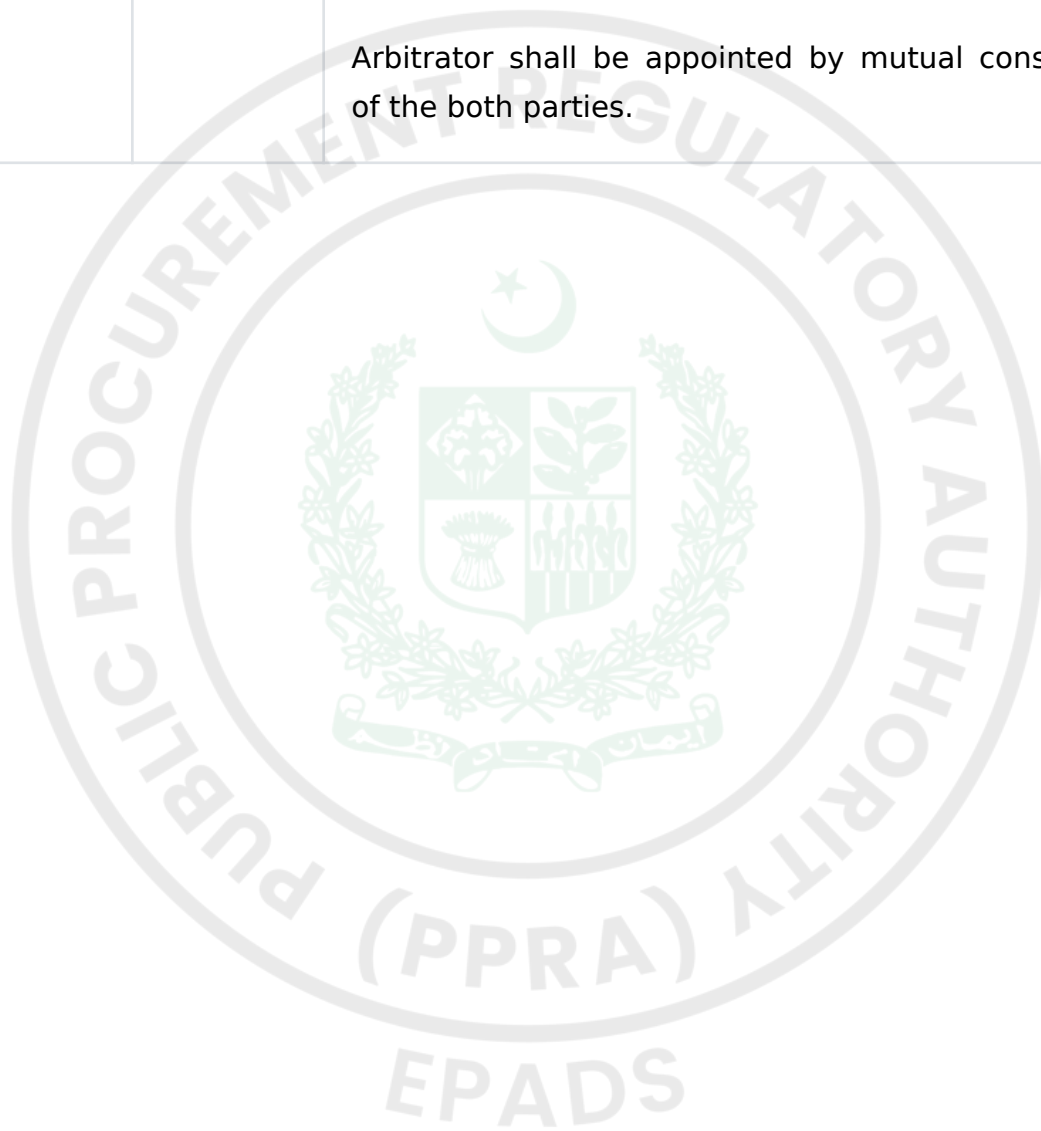 Arbitrator shall be appointed by mutual cons
of the both parties.
PUBLIC PROCUREMENT REGULATORY AUTHORITY
(PPRA)
EPADS